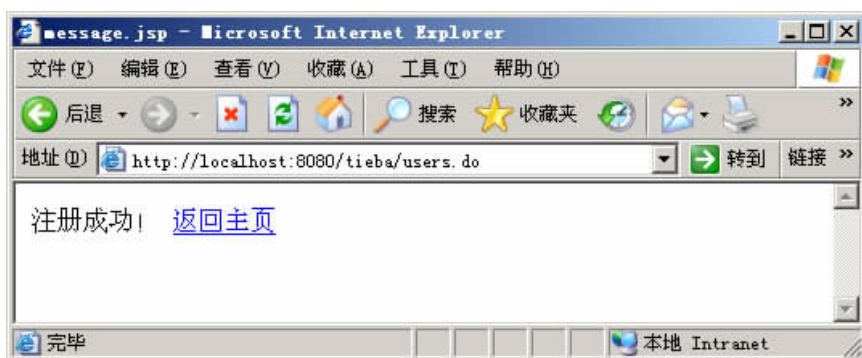 message.jsp - Microsoft Internet Explorer
文件(F) 编辑(E) 查看(V) 收藏(A) 工具(T) 帮助(H)
后退 搜索 收藏夹 »
地址(D) http://localhost:8080/tieba/users.do 转到 链接 »
注册成功! 返回主页
完毕 本地 Intranet